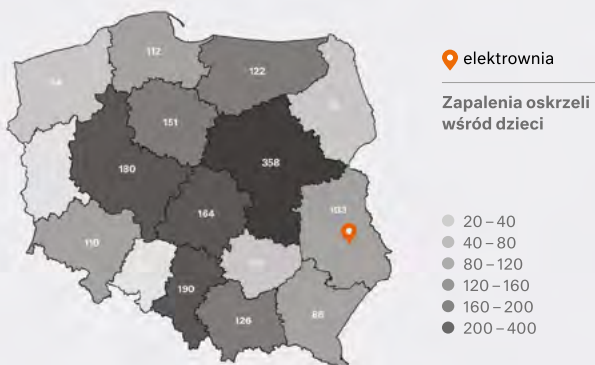 112
122
151
180
358
164
103
110
190
126
88
elektrownia
Zapalenia oskrzeli
wśród dzieci
20 – 40
40 – 80
80 – 120
120 – 160
160 – 200
200 – 400